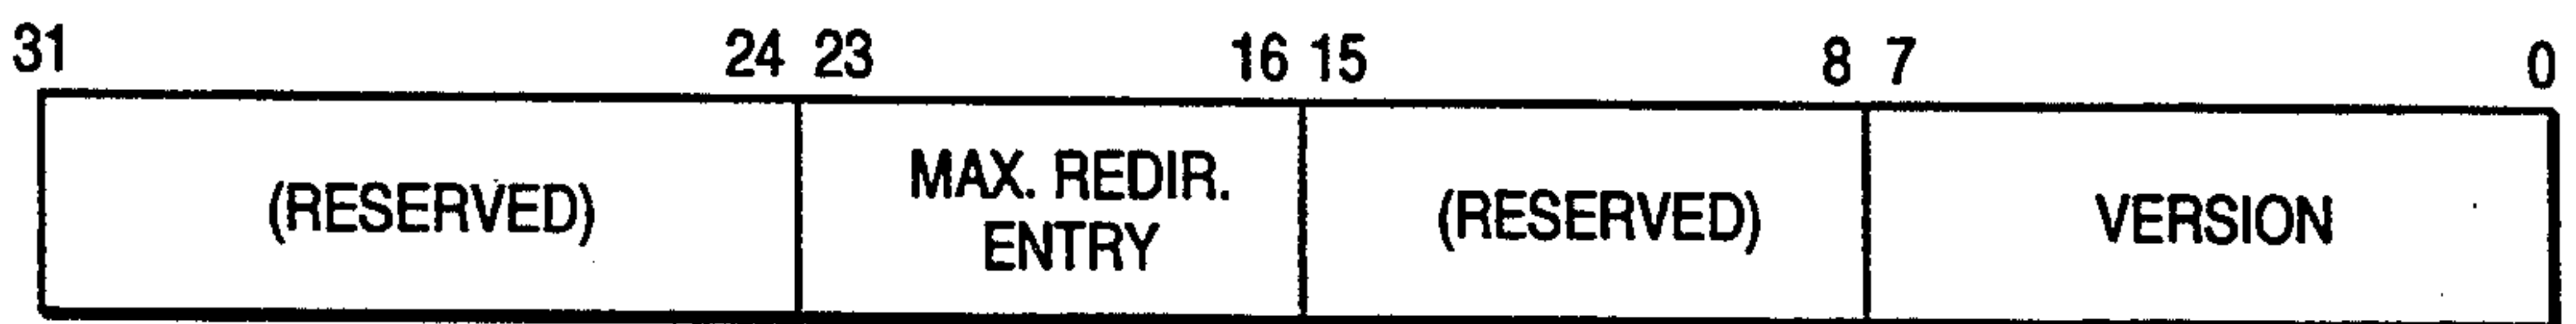 31 24 23 16 15 8 7 0
(RESERVED)
MAX. REDIR.
ENTRY
(RESERVED)
VERSION